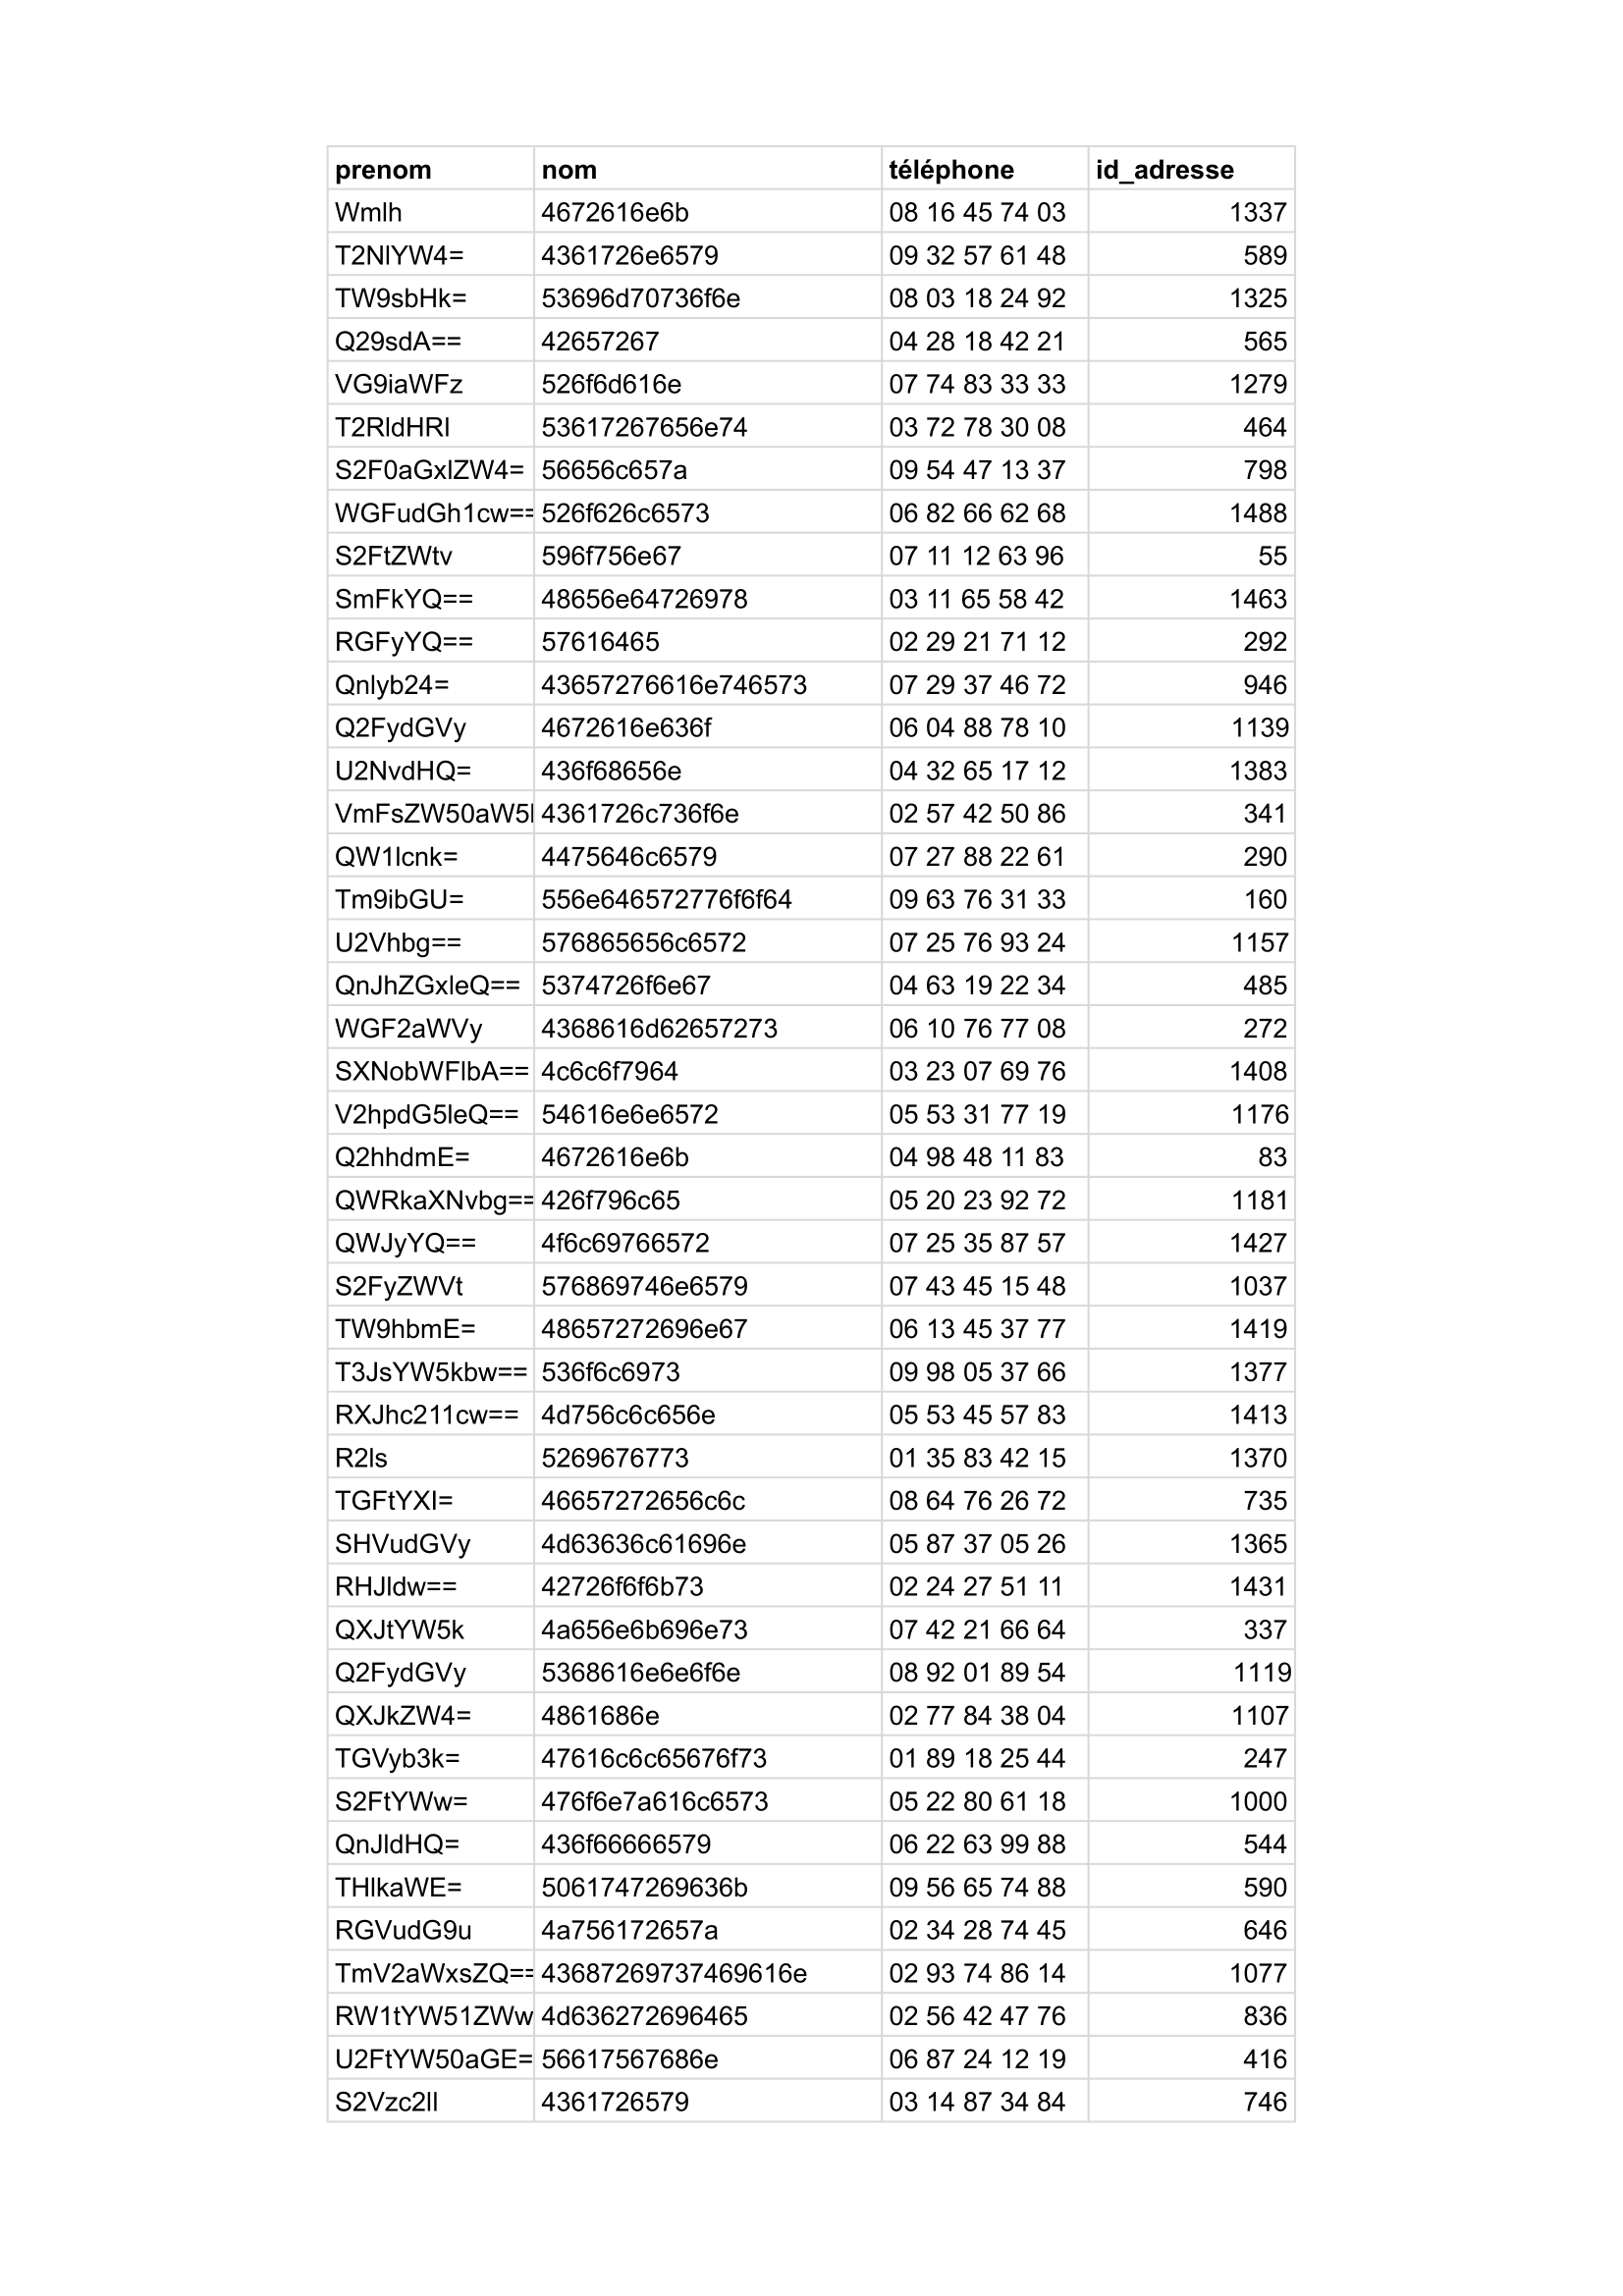 prenom nom téléphone id_adresse
Wmlh 4672616e6b 08 16 45 74 03 1337
T2NlYW4= 4361726e6579 09 32 57 61 48 589
TW9sbHk= 53696d70736f6e 08 03 18 24 92 1325
Q29sdA== 42657267 04 28 18 42 21 565
VG9iaWFz 526f6d616e 07 74 83 33 33 1279
T2RldHRl 53617267656e74 03 72 78 30 08 464
S2F0aGxlZW4= 56656c657a 09 54 47 13 37 798
WGFudGh1cw== 526f626c6573 06 82 66 62 68 1488
S2FtZWtv 596f756e67 07 11 12 63 96 55
SmFkYQ== 48656e64726978 03 11 65 58 42 1463
RGFyYQ== 57616465 02 29 21 71 12 292
Qnlyb24= 43657276616e746573 07 29 37 46 72 946
Q2FydGVy 4672616e636f 06 04 88 78 10 1139
U2NvdHQ= 436f68656e 04 32 65 17 12 1383
VmFsZW50aW5l 4361726c736f6e 02 57 42 50 86 341
QW1lcnk= 4475646c6579 07 27 88 22 61 290
Tm9ibGU= 556e646572776f6f64 09 63 76 31 33 160
U2Vhbg== 576865656c6572 07 25 76 93 24 1157
QnJhZGxleQ== 5374726f6e67 04 63 19 22 34 485
WGF2aWVy 4368616d62657273 06 10 76 77 08 272
SXNobWFlbA== 4c6c6f7964 03 23 07 69 76 1408
V2hpdG5leQ== 54616e6e6572 05 53 31 77 19 1176
Q2hhdmE= 4672616e6b 04 98 48 11 83 83
QWRkaXNvbg== 426f796c65 05 20 23 92 72 1181
QWJyYQ== 4f6c69766572 07 25 35 87 57 1427
S2FyZWVt 576869746e6579 07 43 45 15 48 1037
TW9hbmE= 48657272696e67 06 13 45 37 77 1419
T3JsYW5kbw== 536f6c6973 09 98 05 37 66 1377
RXJhc211cw== 4d756c6c656e 05 53 45 57 83 1413
R2ls 5269676773 01 35 83 42 15 1370
TGFtYXI= 46657272656c6c 08 64 76 26 72 735
SHVudGVy 4d63636c61696e 05 87 37 05 26 1365
RHJldw== 42726f6f6b73 02 24 27 51 11 1431
QXJtYW5k 4a656e6b696e73 07 42 21 66 64 337
Q2FydGVy 5368616e6e6f6e 08 92 01 89 54 1119
QXJkZW4= 4861686e 02 77 84 38 04 1107
TGVyb3k= 47616c6c65676f73 01 89 18 25 44 247
S2FtYWw= 476f6e7a616c6573 05 22 80 61 18 1000
QnJldHQ= 436f66666579 06 22 63 99 88 544
THlkaWE= 5061747269636b 09 56 65 74 88 590
RGVudG9u 4a756172657a 02 34 28 74 45 646
TmV2aWxsZQ== 43687269737469616e 02 93 74 86 14 1077
RW1tYW51ZWw 4d636272696465 02 56 42 47 76 836
U2FtYW50aGE= 56617567686e 06 87 24 12 19 416
S2Vzc2ll 4361726579 03 14 87 34 84 746